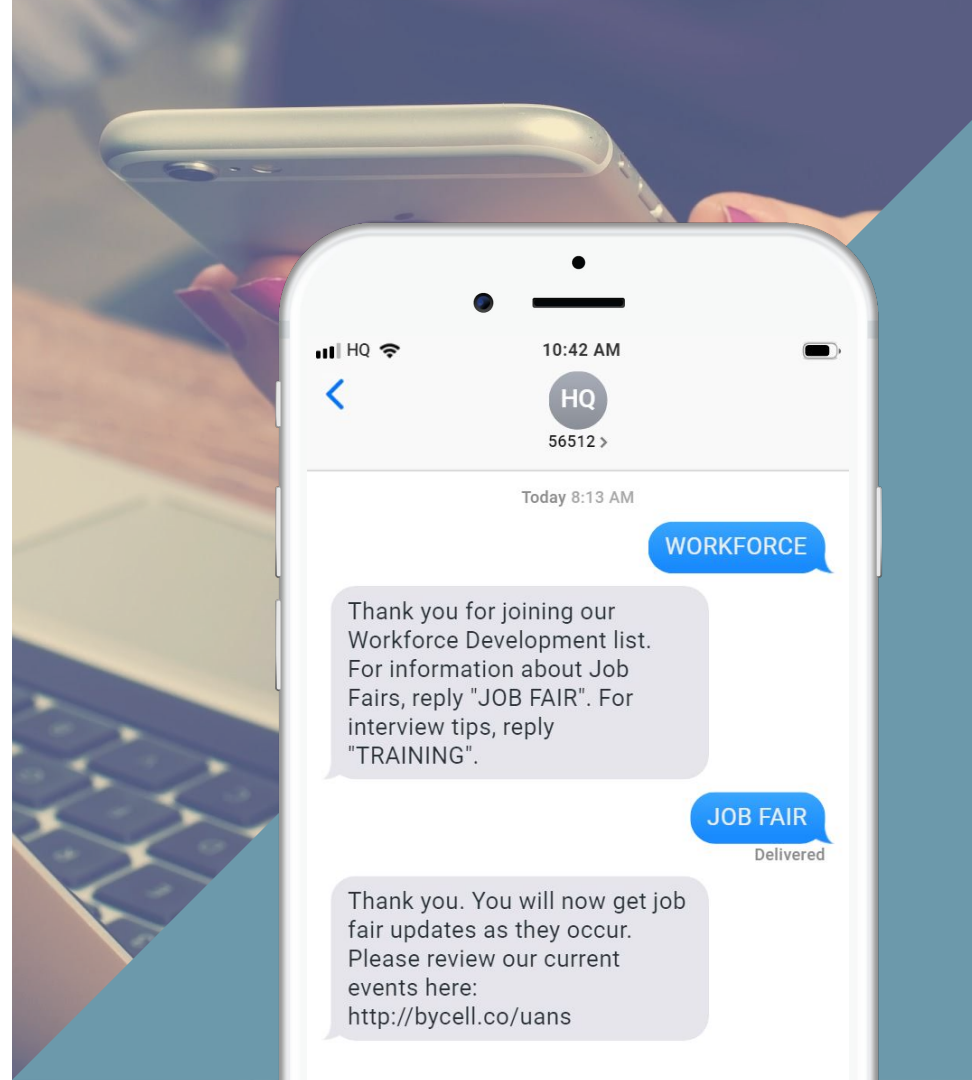 HQ
10:42 AM
HQ
56512 >
Today 8:13 AM
WORKFORCE
Thank you for joining our
Workforce Development list.
For information about Job
Fairs, reply "JOB FAIR". For
interview tips, reply
"TRAINING".
JOB FAIR
Delivered
Thank you. You will now get job
fair updates as they occur.
Please review our current
events here:
http://bycell.co/uans